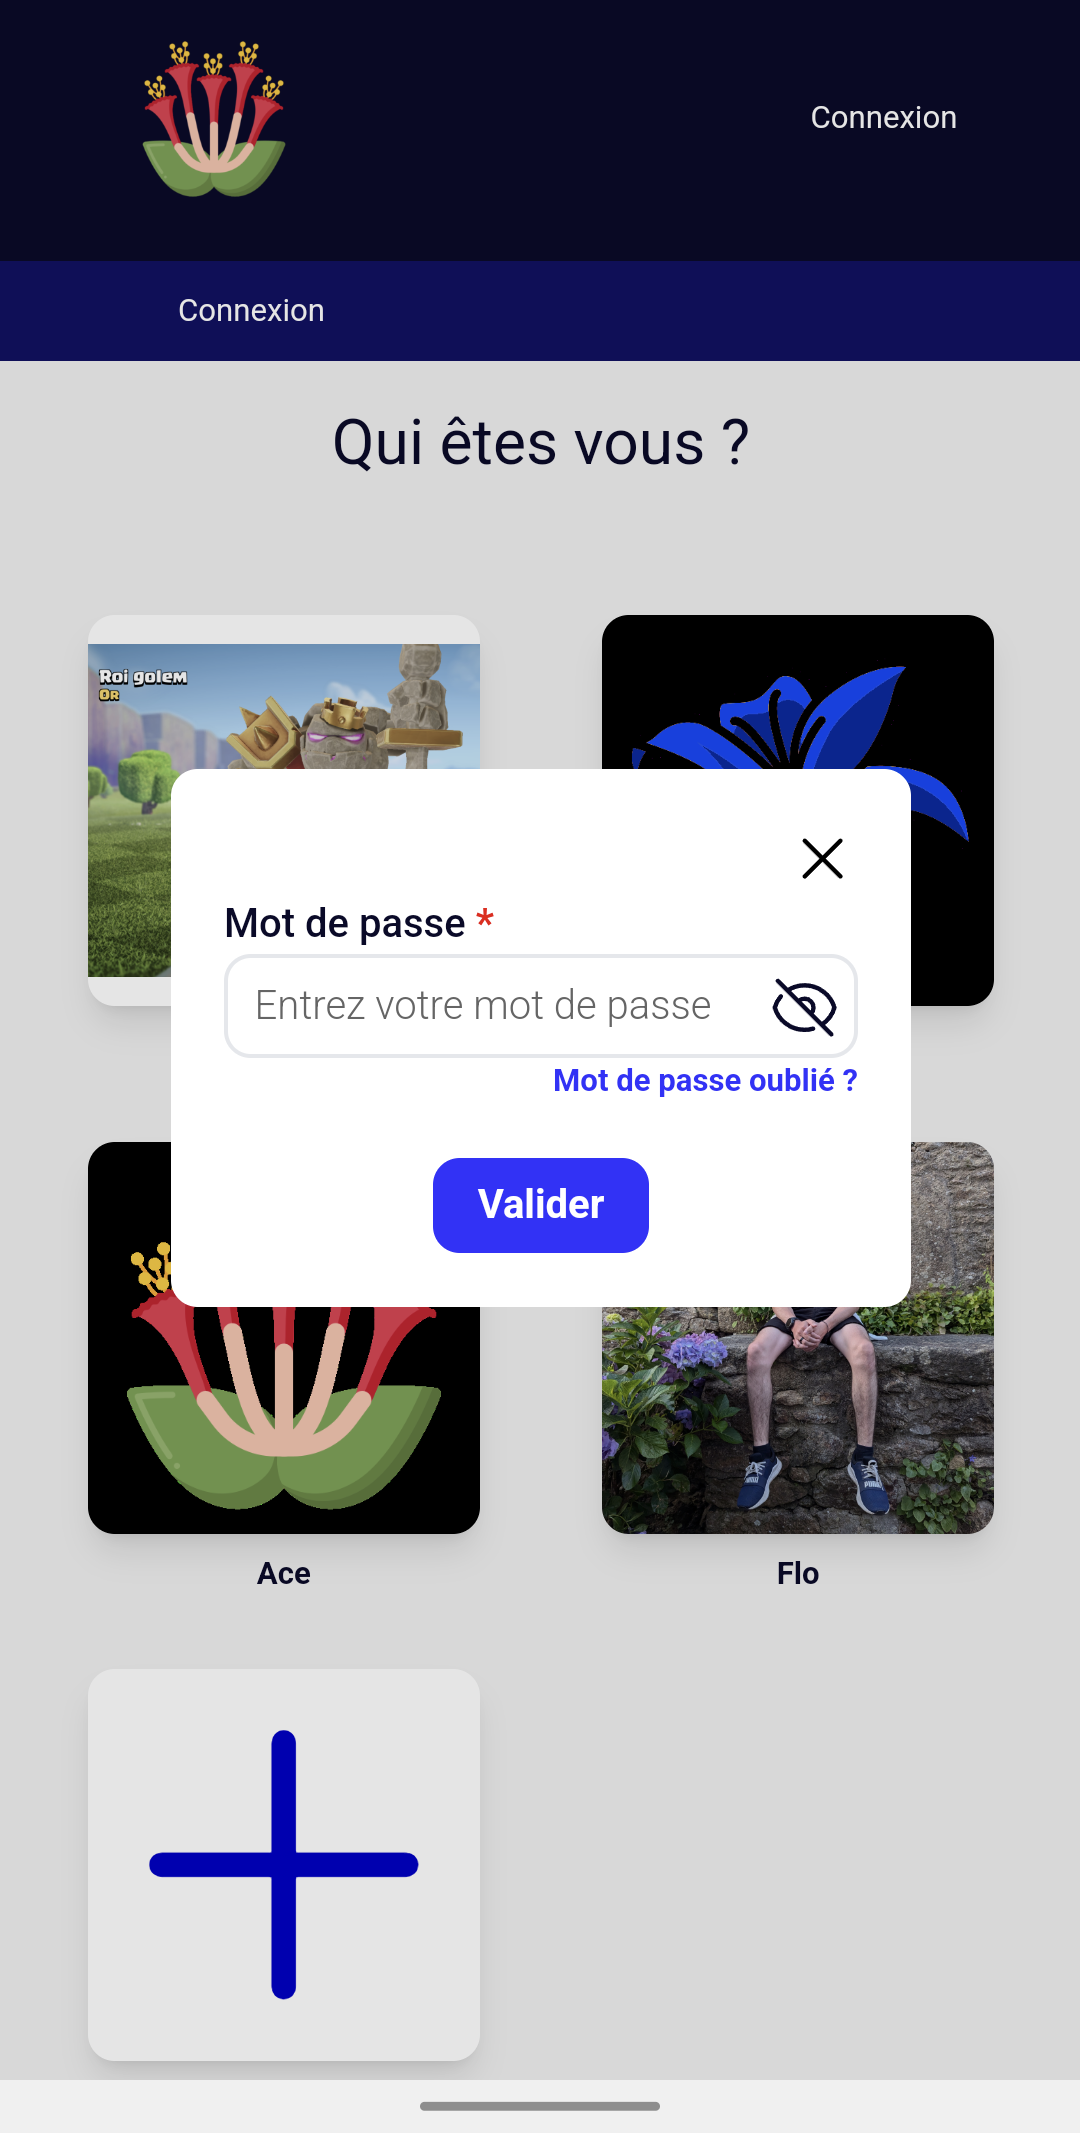 Connexion
Connexion
Qui êtes vous ?
Roi golem
Or
Mot de passe *
Entrez votre mot de passe
Mot de passe oublié ?
Valider
PUMA
Ace
Flo